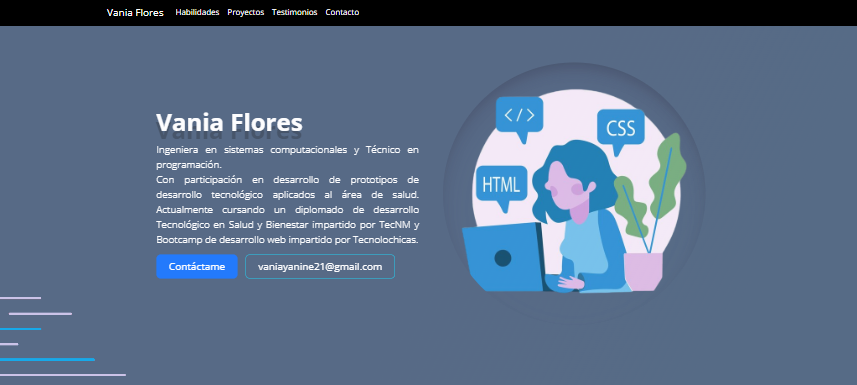 Vania Flores Habilidades Proyectos Testimonios Contacto
Vania Flores
Ingeniera en sistemas computacionales y Técnico en
programación.
Con participación en desarrollo de prototipos de
desarrollo tecnológico aplicados al área de salud.
Actualmente cursando un diplomado de desarrollo
Tecnológico en Salud y Bienestar impartido por TecNM y
Bootcamp de desarrollo web impartido por Tecnolochicas.
Contáctame vaniayanine21@gmail.com
</>
CSS
HTML